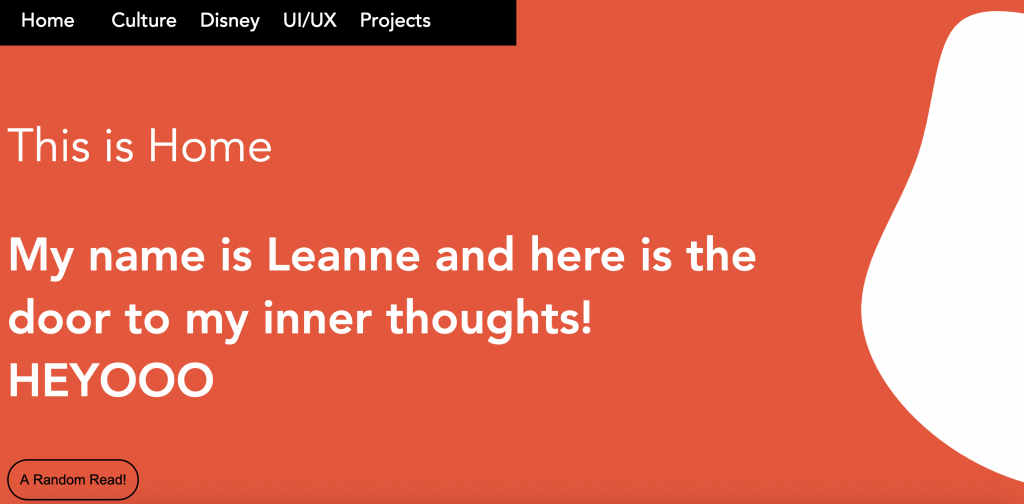 Home Culture Disney UI/UX Projects
This is Home
My name is Leanne and here is the
door to my inner thoughts!
HEYOOO
A Random Read!